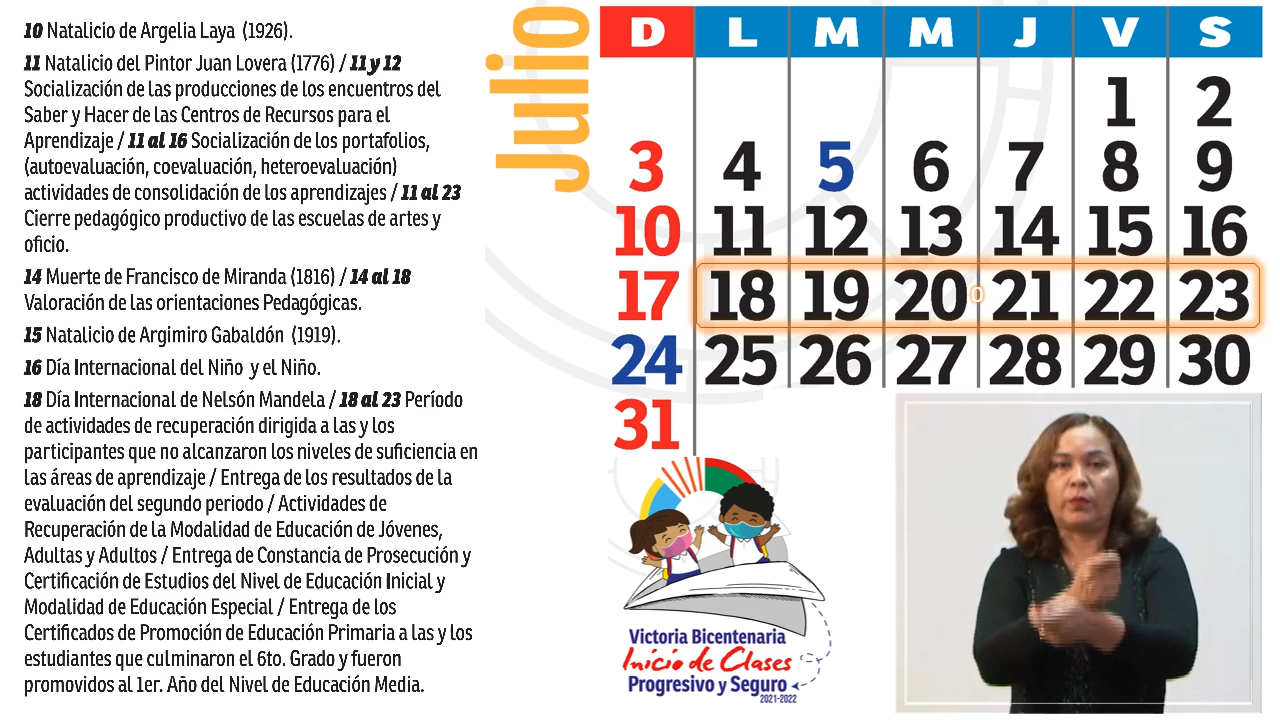 10 Natalicio de Argelia Laya (1926).
11 Natalicio del Pintor Juan Lovera (1776) / 11 y 12
Socialización de las producciones de los encuentros del
Saber y Hacer de las Centros de Recursos para el
Aprendizaje / 11 al 16 Socialización de los portafolios,
(autoevaluación, coevaluación, heteroevaluación)
actividades de consolidación de los aprendizajes / 11 al 23
Cierre pedagógico productivo de las escuelas de artes y
oficio.
14 Muerte de Francisco de Miranda (1816) / 14 al 18
Valoración de las orientaciones Pedagógicas.
15 Natalicio de Argimiro Gabaldón (1919).
16 Día Internacional del Niño y el Niño.
18 Día Internacional de Nelsón Mandela / 18 al 23 Período
de actividades de recuperación dirigida a las y los
participantes que no alcanzaron los niveles de suficiencia en
las áreas de aprendizaje / Entrega de los resultados de la
evaluación del segundo periodo / Actividades de
Recuperación de la Modalidad de Educación de Jóvenes,
Adultas y Adultos / Entrega de Constancia de Prosecución y
Certificación de Estudios del Nivel de Educación Inicial y
Modalidad de Educación Especial / Entrega de los
Certificados de Promoción de Educación Primaria a las y los
estudiantes que culminaron el 6to. Grado y fueron
promovidos al 1er. Año del Nivel de Educación Media.
Julio
D L M M J V S
1 2
3 4 5 6 7 8 9
10 11 12 13 14 15 16
17 18 19 20 0 21 22 23
24 25 26 27 28 29 30
31
Victoria Bicentenaria
Inicio de Clases
Progresivo y Seguro
2021-2022